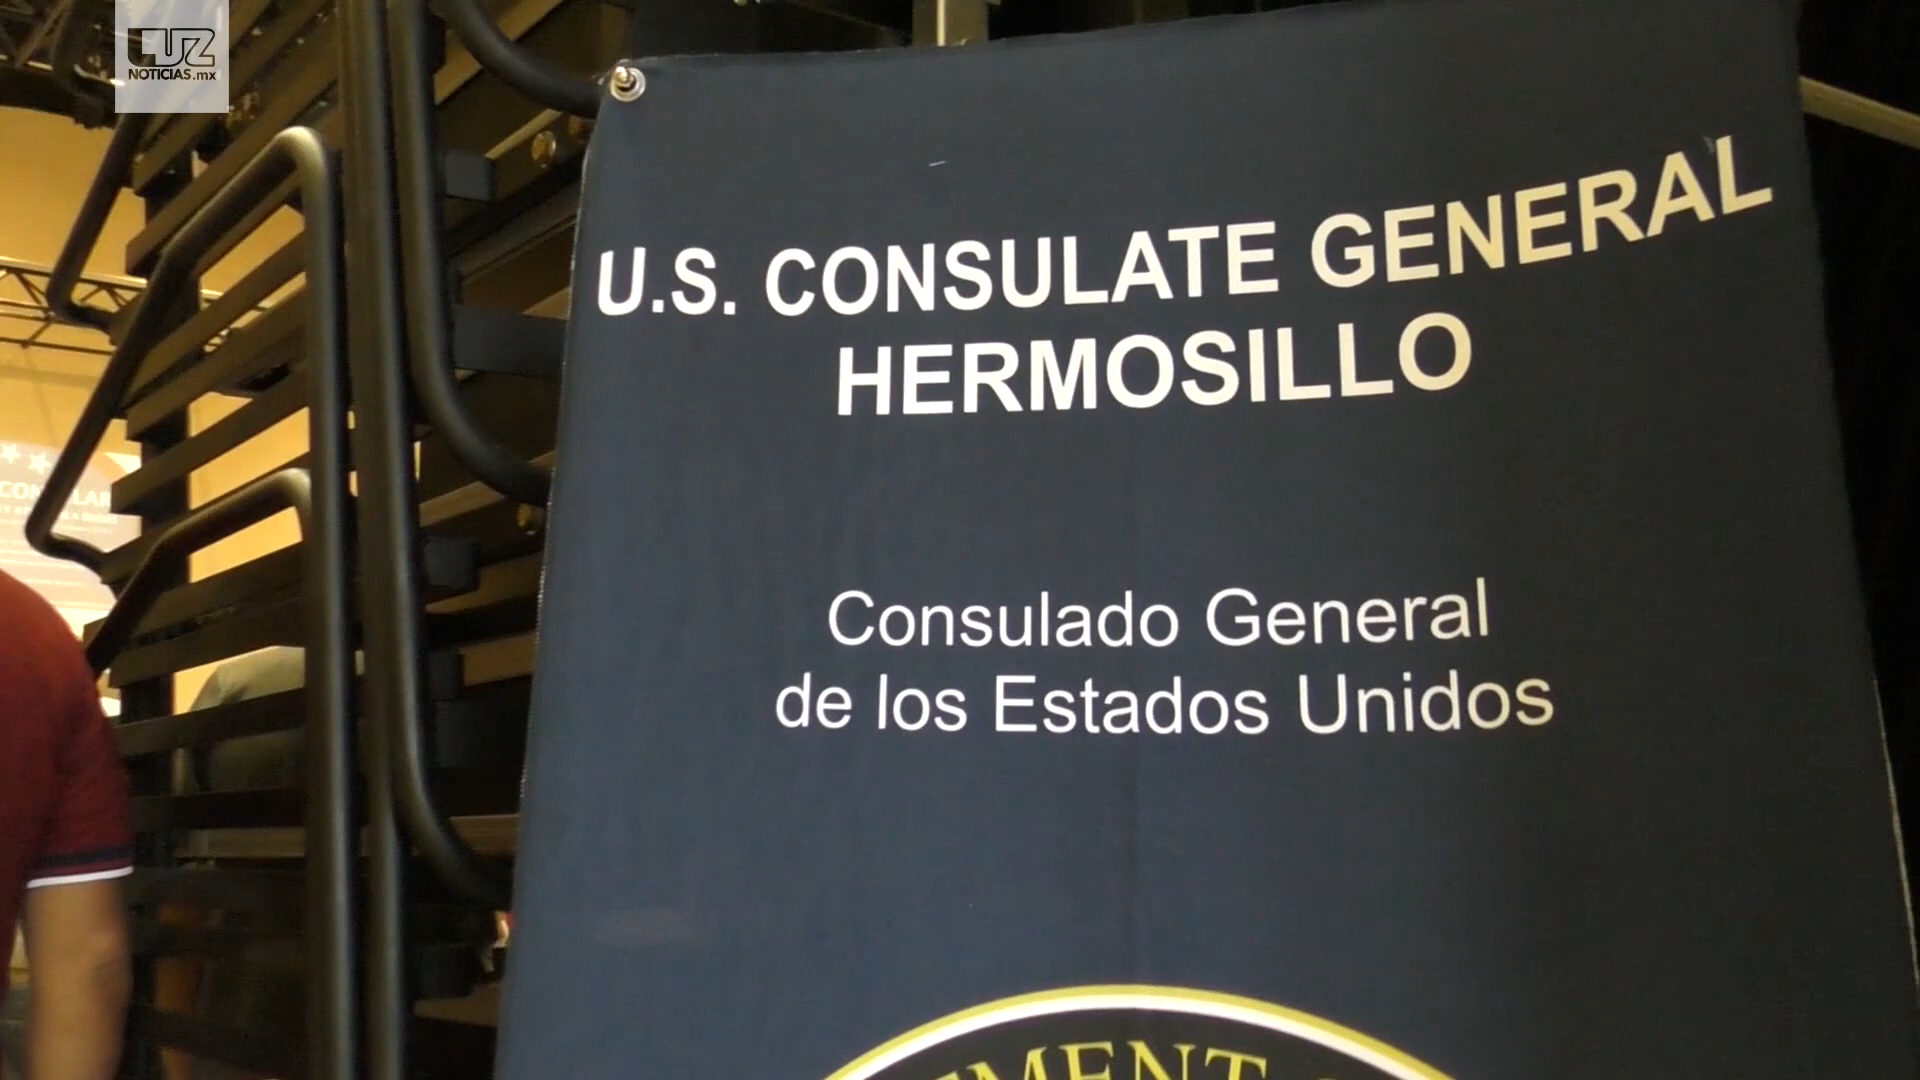 LUZ
NOTICIAS.mx
U.S. CONSULATE GENERAL
HERMOSILLO
Consulado General
de los Estados Unidos